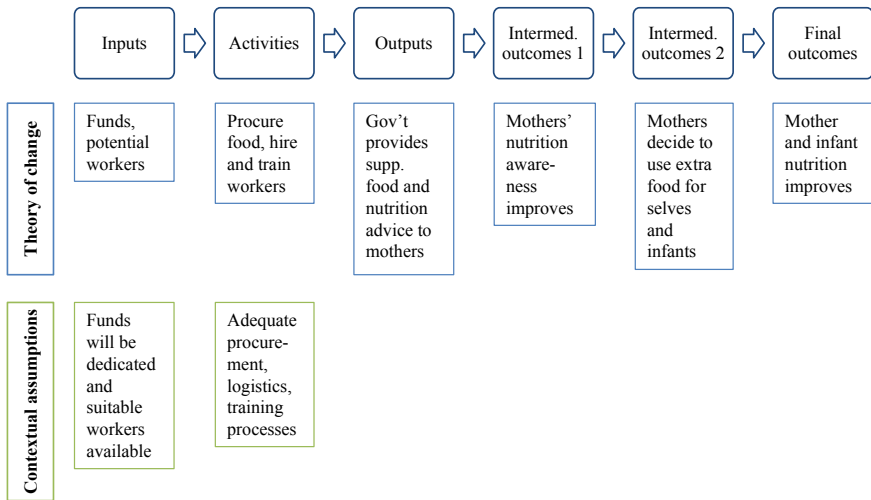 Inputs
Activities
Outputs
Intermed.
outcomes 1
Intermed.
outcomes 2
Final
outcomes
Theory of change
Funds,
potential
workers
Procure
food, hire
and train
workers
Gov’t
provides
supp.
food and
nutrition
advice to
mothers
Mothers’
nutrition
aware-
ness
improves
Mothers
decide to
use extra
food for
selves
and
infants
Mother
and infant
nutrition
improves
Contextual assumptions
Funds
will be
dedicated
and
suitable
workers
available
Adequate
procure-
ment,
logistics,
training
processes